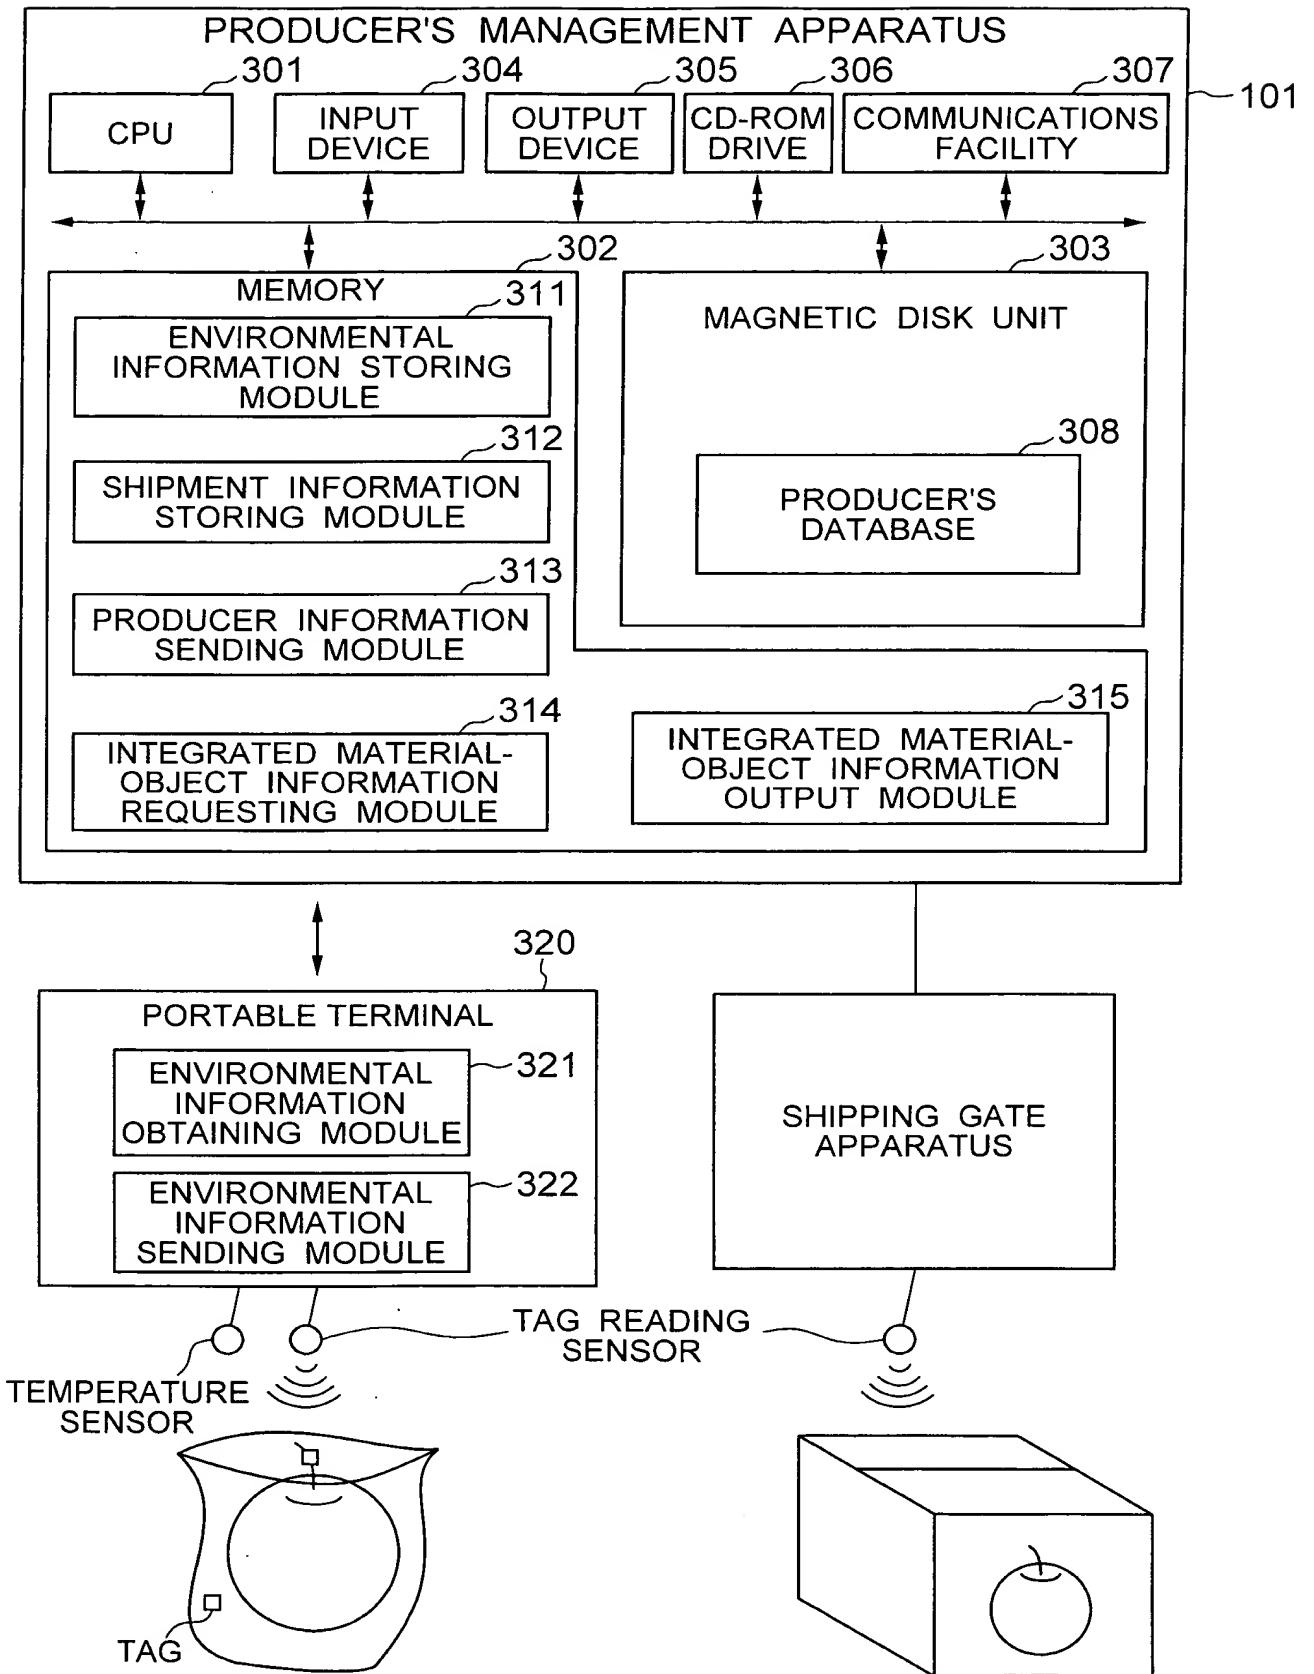 PRODUCER'S MANAGEMENT APPARATUS
301
304
305
306
307
101
CPU
INPUT
DEVICE
OUTPUT
DEVICE
CD-ROM
DRIVE
COMMUNICATIONS
FACILITY
302
303
MEMORY
311
ENVIRONMENTAL
INFORMATION STORING
MODULE
312
SHIPMENT INFORMATION
STORING MODULE
313
PRODUCER INFORMATION
SENDING MODULE
314
INTEGRATED MATERIAL-
OBJECT INFORMATION
REQUESTING MODULE
MAGNETIC DISK UNIT
308
PRODUCER'S
DATABASE
315
INTEGRATED MATERIAL-
OBJECT INFORMATION
OUTPUT MODULE
320
PORTABLE TERMINAL
321
ENVIRONMENTAL
INFORMATION
OBTAINING MODULE
322
ENVIRONMENTAL
INFORMATION
SENDING MODULE
SHIPPING GATE
APPARATUS
TAG READING
SENSOR
TEMPERATURE
SENSOR
TAG